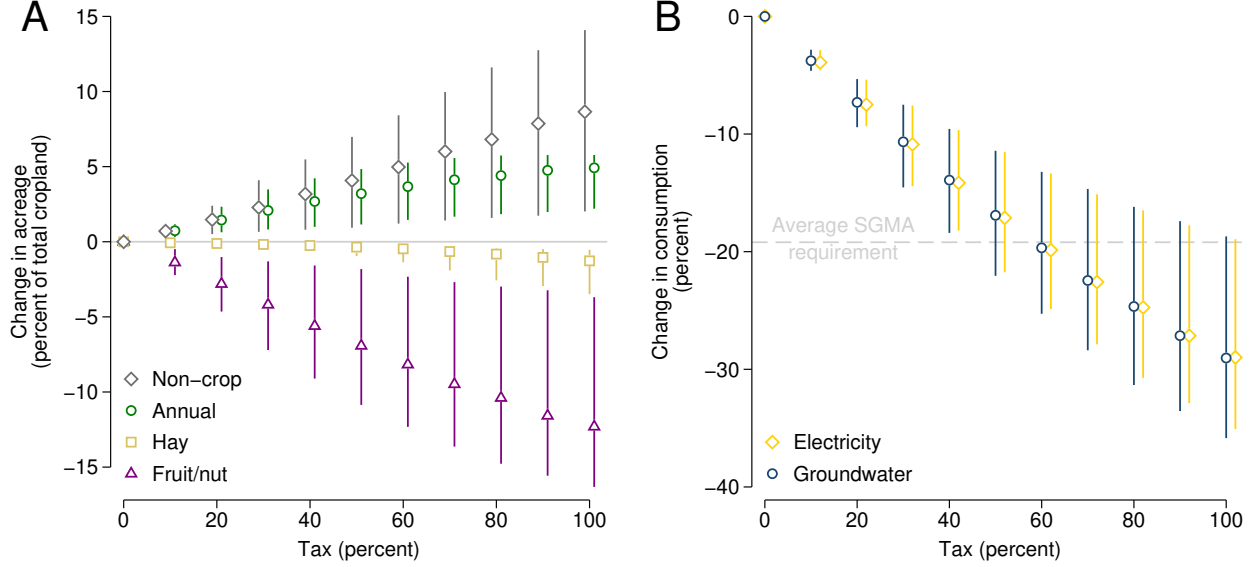 A
Change in acreage
(percent of total cropland)
15
10
5
0
−5
−10
−15
Non−crop
Annual
Hay
Fruit/nut
0
20
40
60
80
100
Tax (percent)
B
Change in consumption
(percent)
−0
−10
−20
−30
−40
Average SGMA
requirement
Electricity
Groundwater
0
20
40
60
80
100
Tax (percent)